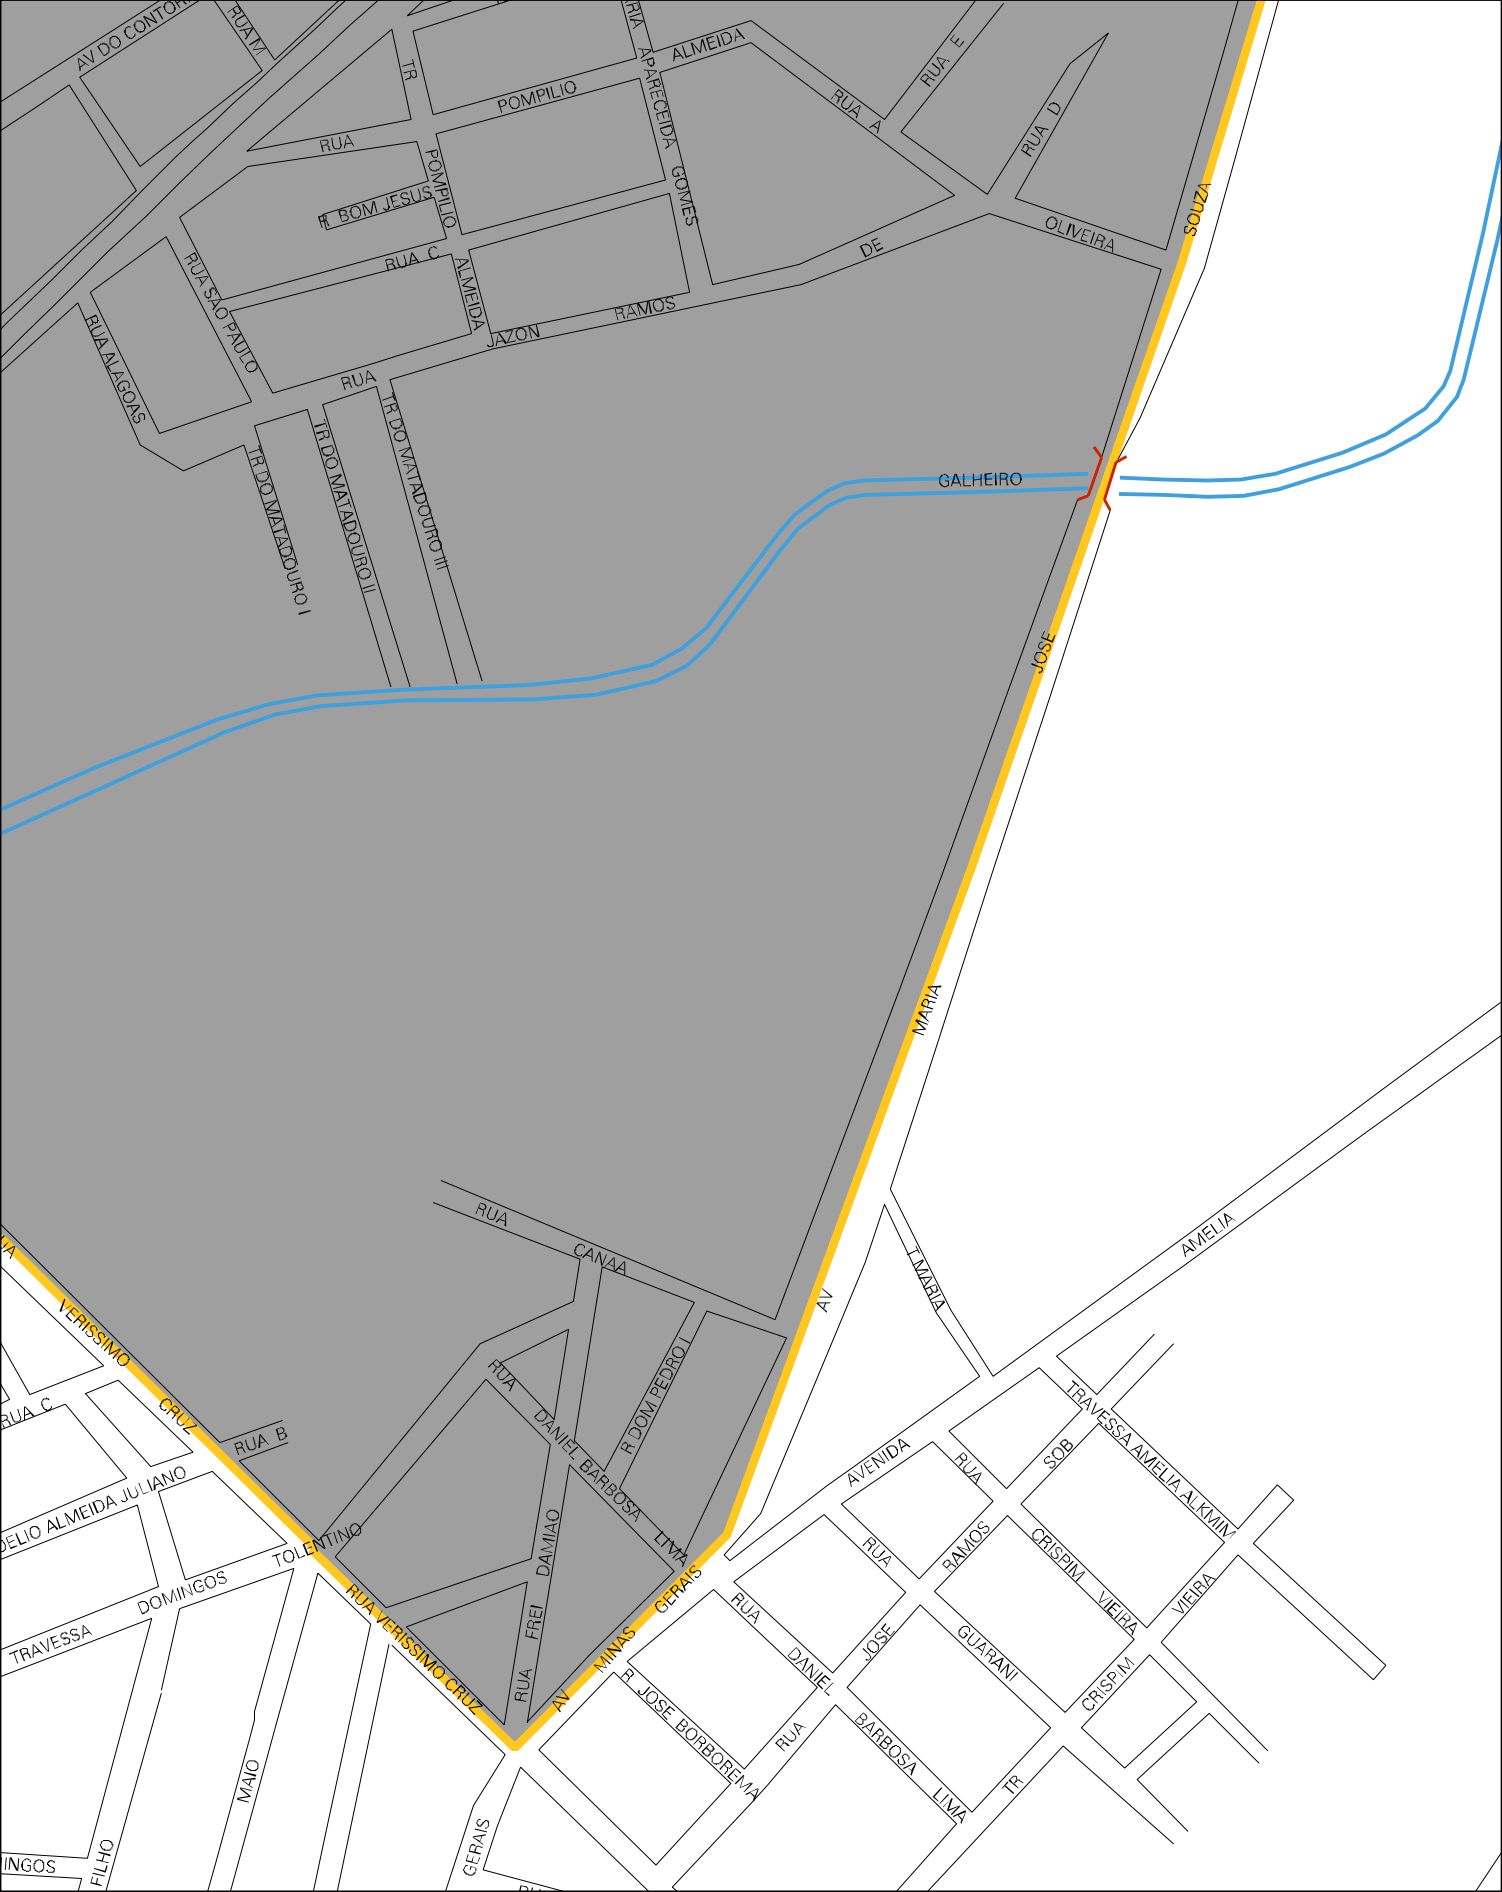 AV DO CONTOR
RUA M
TR
POMPILIO
RUA
APARECIDA
ALMEIDA
RUA A
RUA E
RUA D
POMPILIO
GOMES
SOUZA
R BOM JESUS
RUA C
DE
OLIVEIRA
RUA SAO PAULO
ALMEIDA
RAMOS
JAZON
RUA
RUA ALAGOAS
TR DO MATADOURO I
TR DO MATADOURO II
TR DO MATADOURO III
GALHEIRO
JOSE
MARIA
AV
RUA
CANAA
T MARIA
AMELIA
VERISSIMO
CRUZ
RUA C
RUA B
RUA
DANIEL BARBOSA
LIMA
R DOM PEDRO I
AVENIDA
RUA
SOB
TRAVESSA AMELIA ALKMIM
DELIO ALMEIDA JULIANO
TOLENTINO
DOMINGOS
TRAVESSA
RUA VERISSIMO CRUZ
RUA
FREI
DAMIAO
AV
MINAS
GERAIS
RUA
RAMOS
CRISPIM
VIEIRA
VIEIRA
RUA
DANIEL
JOSE
GUARANI
CRISPIM
R JOSE BORBOREMA
RUA
BARBOSA
LIMA
TR
MAIO
GERAIS
FILHO
INGOS